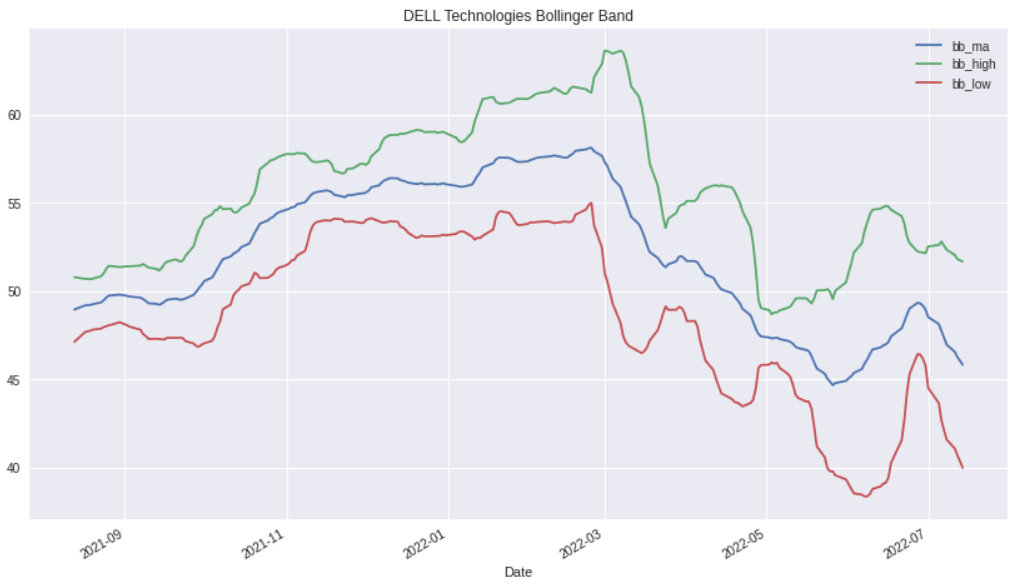 DELL Technologies Bollinger Band
bb_ma
bb_high
bb_low
60
55
50
45
40
2021-09
2021-11
2022-01
2022-03
2022-05
2022-07
Date